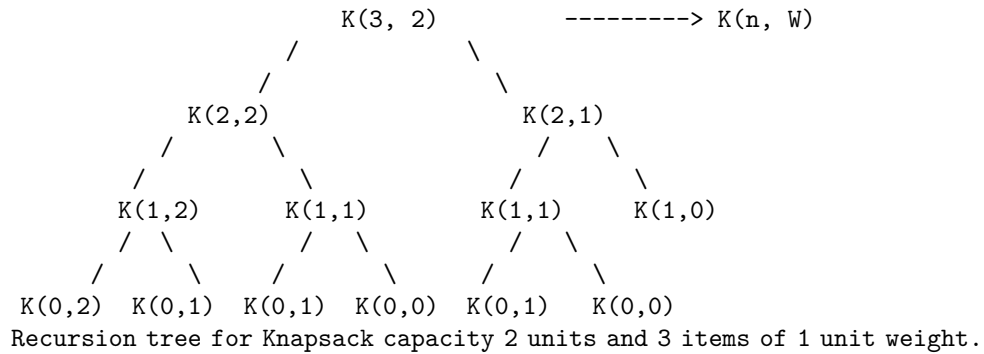 K(3, 2) ---------> K(n, W)
/ \
/ \
K(2,2) K(2,1)
/ \ / \
/ \ / \
K(1,2) K(1,1) K(1,1) K(1,0)
/ \ / \ / \
/ \ / \ / \
K(0,2) K(0,1) K(0,1) K(0,0) K(0,1) K(0,0)
Recursion tree for Knapsack capacity 2 units and 3 items of 1 unit weight.